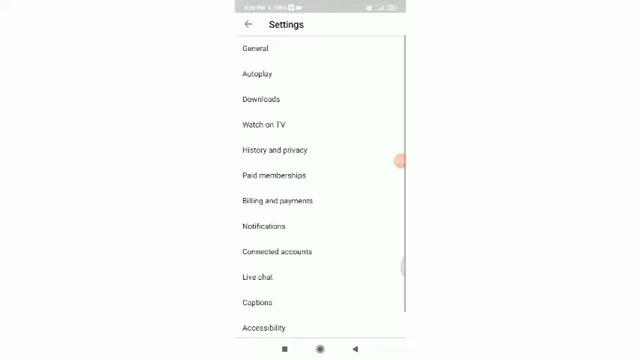 Settings
General
Autoplay
Downloads
Watch on TV
History and privacy
Paid memberships
Billing and payments
Notifications
Connected accounts
Live chat
Captions
Accessibility